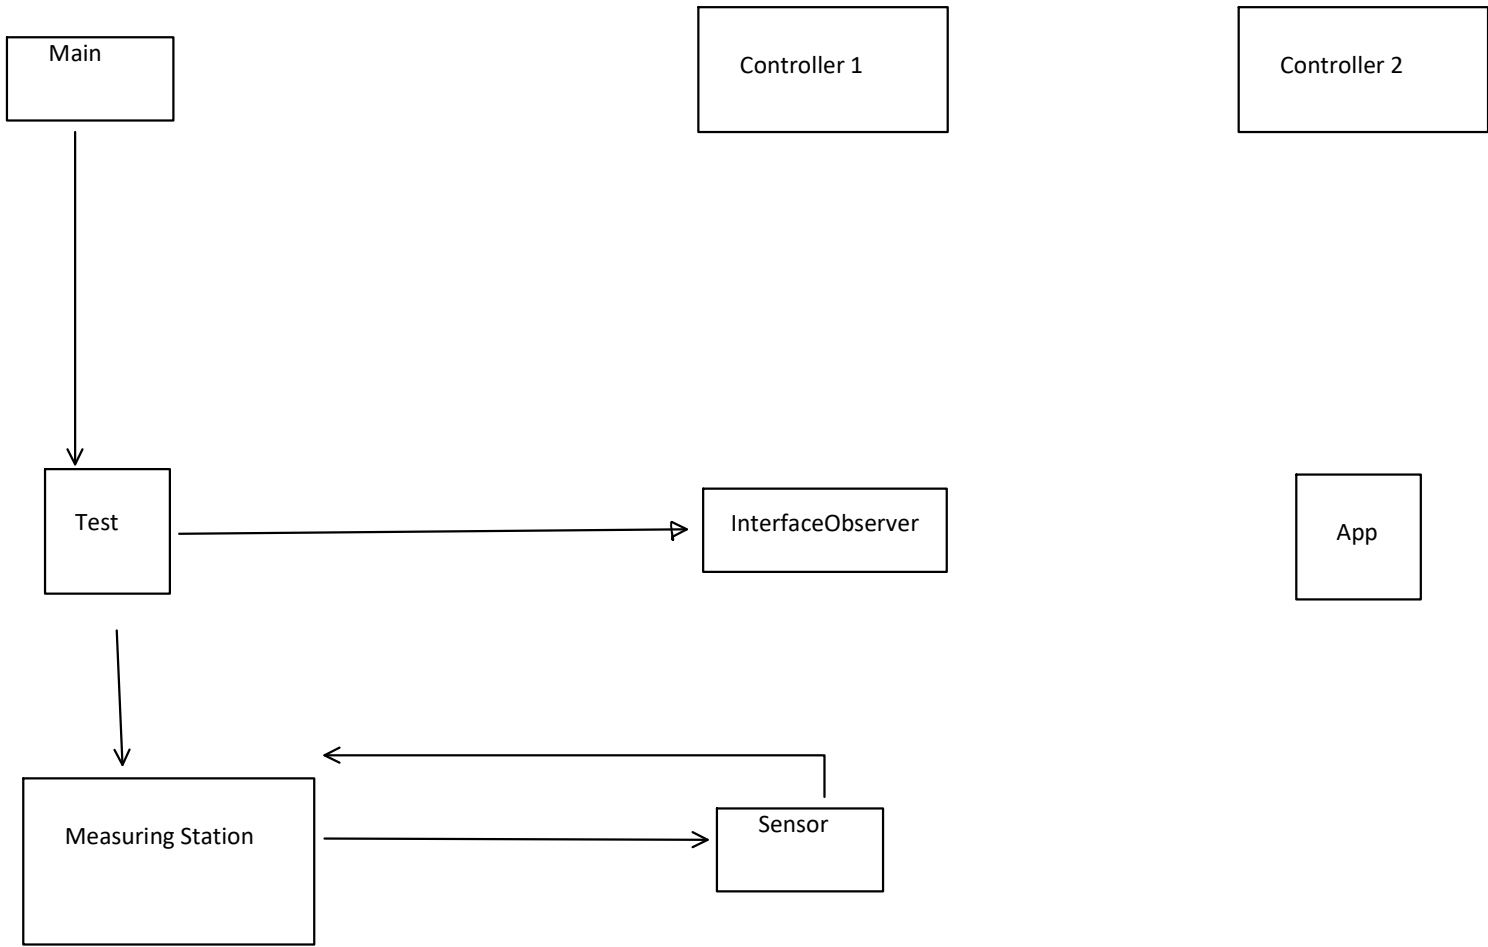 Main
Controller 1
Controller 2
Test
InterfaceObserver
App
Measuring Station
Sensor